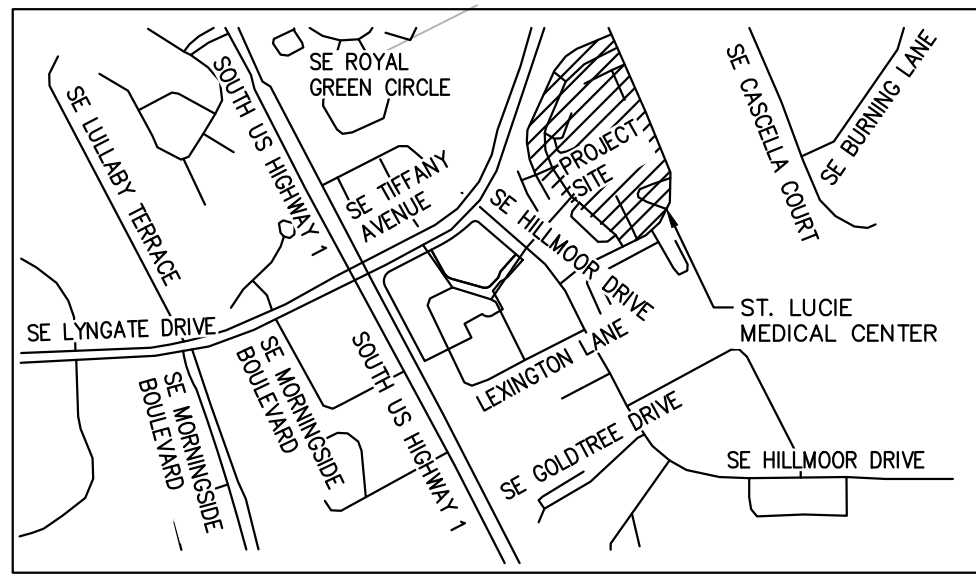 SE ROYAL
GREEN CIRCLE
SOUTH US HIGHWAY 1
SE LULLABY TERRACE
SE TIFFANY
AVENUE
PROJECT
SITE
SE CASCELLA COURT
SE BURNING LANE
SE HILLMOOR DRIVE
ST. LUCIE
MEDICAL CENTER
SE LYNGATE DRIVE
SE MORNINGSIDE
BOULEVARD
SE MORNINGSIDE
BOULEVARD
SOUTH US HIGHWAY 1
LEXINGTON LANE
SE GOLDTREE DRIVE
SE HILLMOOR DRIVE